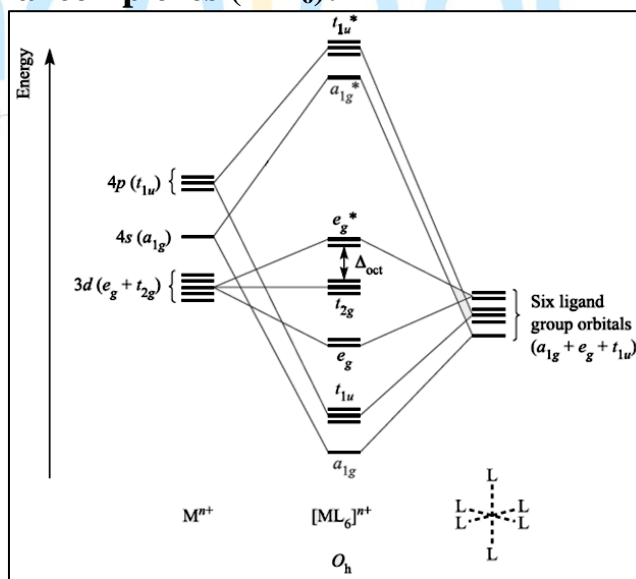 t₁ᵤ*
a₁g*
Energy
4p (t₁ᵤ)
4s (a₁g)
eg*
Δoct
3d (eg + t₂g)
t₂g
Six ligand
group orbitals
(a₁g + eg + t₁ᵤ)
eg
t₁ᵤ
a₁g
L
L L
L L
L
Mⁿ⁺
[ML₆]ⁿ⁺
Oh